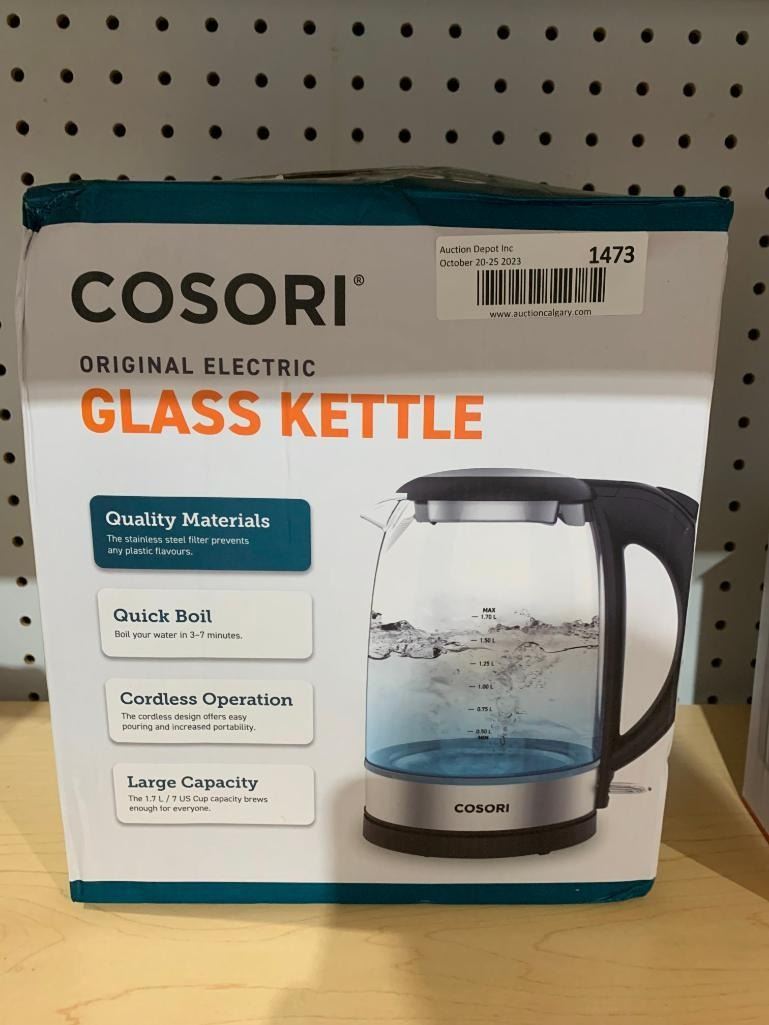 Auction Depot Inc
October 20-25 2023
1473
www.auctioncalgary.com
COSORI®
ORIGINAL ELECTRIC
GLASS KETTLE
Quality Materials
The stainless steel filter prevents
any plastic flavours.
Quick Boil
Boil your water in 3-7 minutes.
Cordless Operation
The cordless design offers easy
pouring and increased portability.
Large Capacity
The 1.7 L / 7 US Cup capacity brews
enough for everyone.
MAX
1.70 L
1.50 L
1.25 L
1.00 L
0.75 L
0.50 L
MIN
COSORI